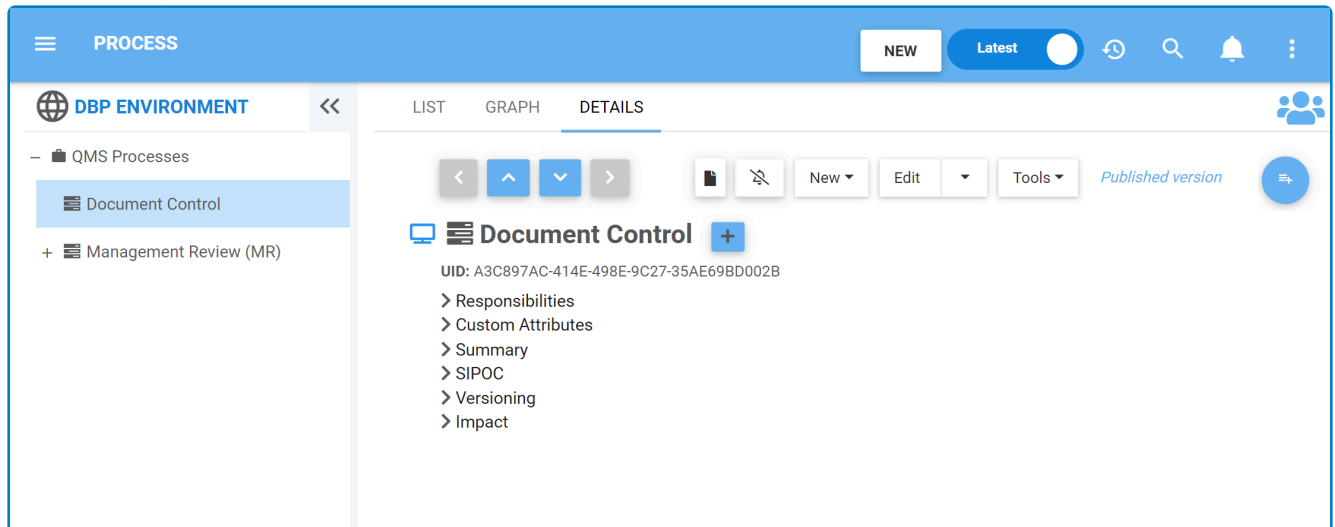 PROCESS
NEW
Latest
DBP ENVIRONMENT
LIST GRAPH DETAILS
QMS Processes
Document Control
Management Review (MR)
New Edit Tools Published version
Document Control
UID: A3C897AC-414E-498E-9C27-35AE69BD002B
Responsibilities
Custom Attributes
Summary
SIPOC
Versioning
Impact